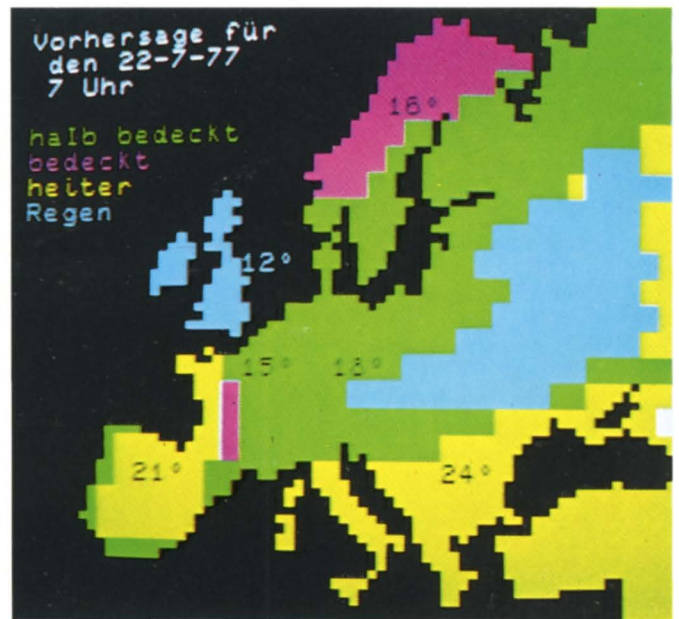 Vorhersage für
den 22-7-77
7 Uhr
halb bedeckt
bedeckt
heiter
Regen
16°
12°
15° 18°
21° 24°